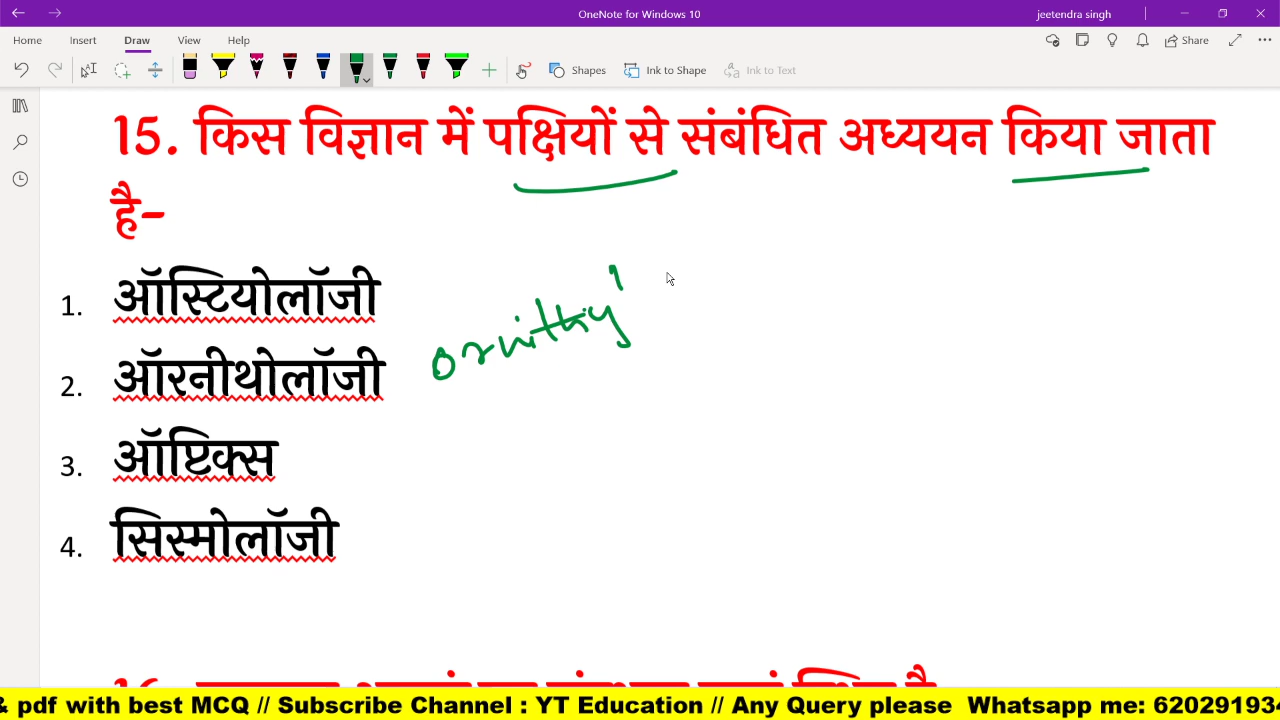 OneNote for Windows 10
jeetendra singh
Home Insert Draw View Help
Share
Shapes
Ink to Shape
Ink to Text
15. किस विज्ञान में पक्षियों से संबंधित अध्ययन किया जाता
है-
1. ऑस्टियोलॉजी
2. ऑरनीथोलॉजी
3. ऑप्टिक्स
4. सिस्मोलॉजी
& pdf with best MCQ // Subscribe Channel : YT Education // Any Query please Whatsapp me: 62029193